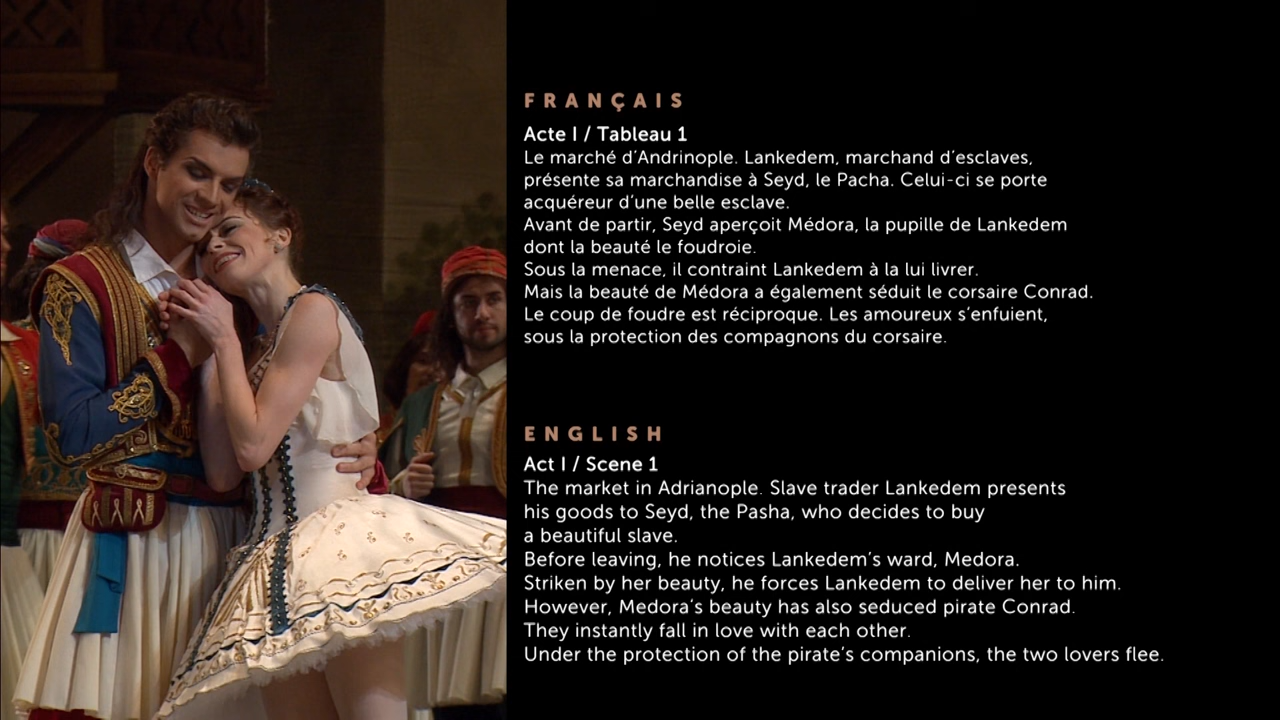 FRANÇAIS
Acte I / Tableau 1
Le marché d'Andrinople. Lankedem, marchand d'esclaves,
présente sa marchandise à Seyd, le Pacha. Celui-ci se porte
acquéreur d'une belle esclave.
Avant de partir, Seyd aperçoit Médora, la pupille de Lankedem
dont la beauté le foudroie.
Sous la menace, il contraint Lankedem à la lui livrer.
Mais la beauté de Médora a également séduit le corsaire Conrad.
Le coup de foudre est réciproque. Les amoureux s'enfuient,
sous la protection des compagnons du corsaire.
ENGLISH
Act I / Scene 1
The market in Adrianople. Slave trader Lankedem presents
his goods to Seyd, the Pasha, who decides to buy
a beautiful slave.
Before leaving, he notices Lankedem's ward, Medora.
Striken by her beauty, he forces Lankedem to deliver her to him.
However, Medora's beauty has also seduced pirate Conrad.
They instantly fall in love with each other.
Under the protection of the pirate's companions, the two lovers flee.